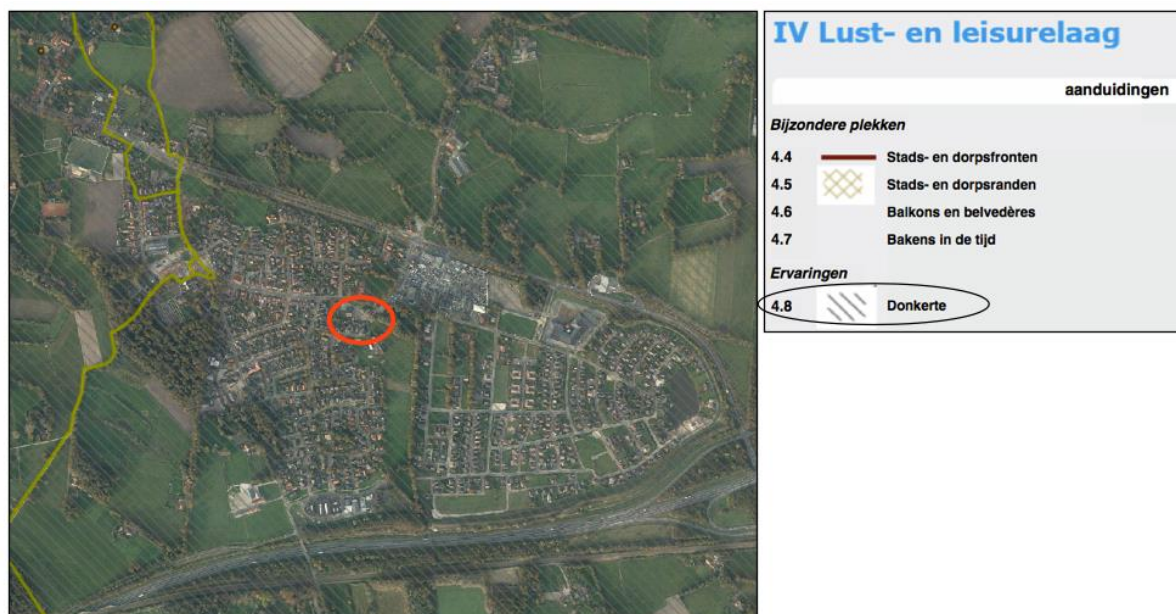 IV Lust- en leisurelaag
aanduidingen
Bijzondere plekken
4.4 Stads- en dorpsfronten
4.5 Stads- en dorpsranden
4.6 Balkons en belvedères
4.7 Bakens in de tijd
Ervaringen
4.8 Donkerte